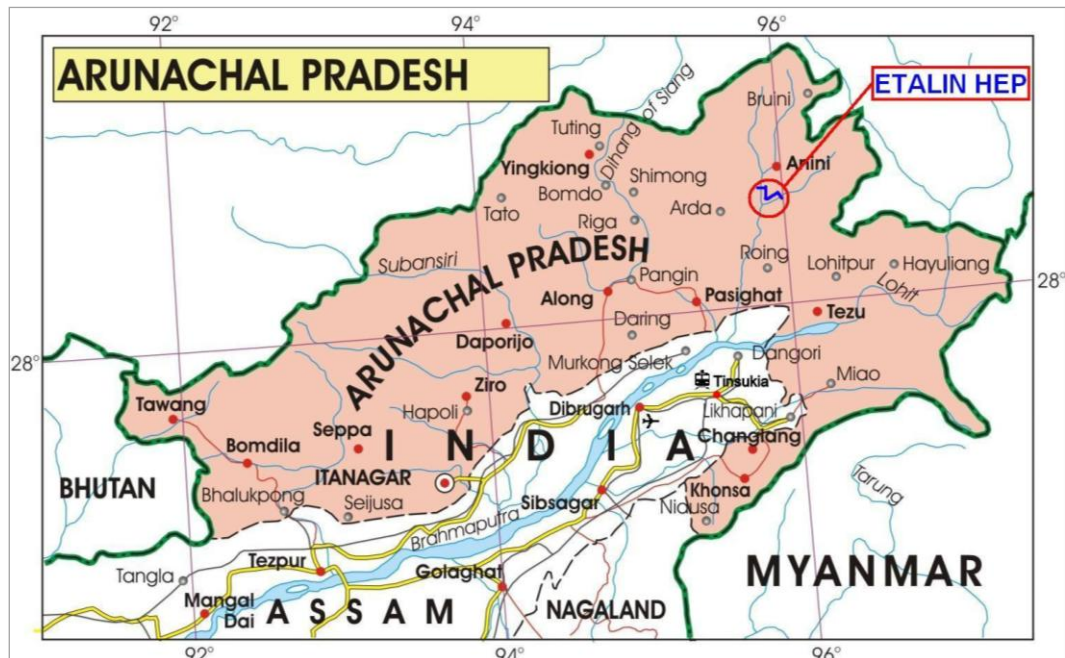 92°
94°
96°
ARUNACHAL PRADESH
ETALIN HEP
Bruini
Tuting
Dihang of Siang
Yingkiong
Anini
Shimong
Bomdo
Tato
Riga
Arda
ARUNACHAL PRADESH
Subansiri
Roing
Lohitpur
Hayuliang
Pangin
Lohit
28°
Along
Pasighat
Tezu
Daring
Daporijo
28°
Murkong Selek
Dangori
Tinsukia
Miao
Ziro
Tawang
Hapoli
Dibrugarh
Likhapani
Seppa
INDIA
Changlang
Bomdila
ITANAGAR
BHUTAN
Bhalukpong
Seijusa
Sibsagar
Khonsa
Nidusa
Tarung
Brahmaputra
Tezpur
Tangla
Golaghat
MYANMAR
Mangal
Dai
ASSAM
NAGALAND
92°
94°
96°